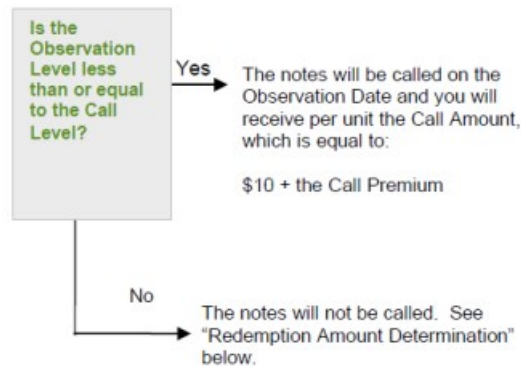 Is the
Observation
Level less
than or equal
to the Call
Level?
Yes
The notes will be called on the
Observation Date and you will
receive per unit the Call Amount,
which is equal to:
$10 + the Call Premium
No
The notes will not be called.  See
“Redemption Amount Determination”
below.